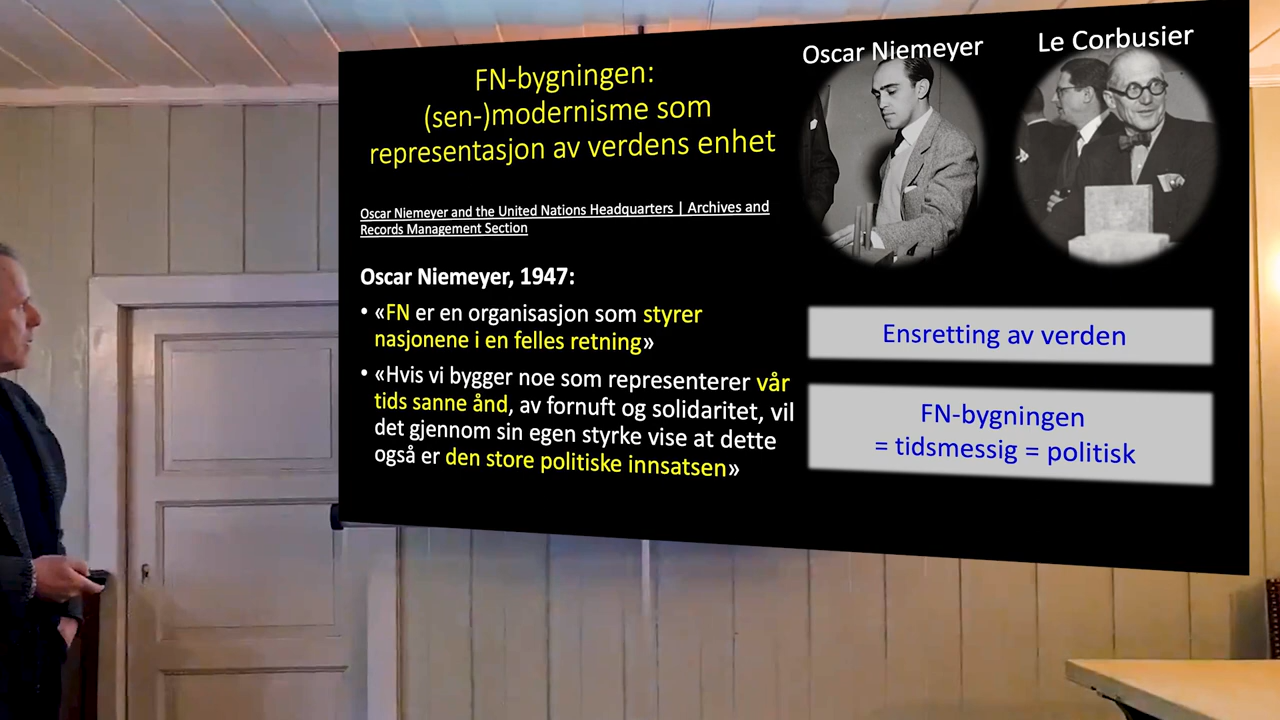 FN-bygningen:
(sen-)modernisme som
representasjon av verdens enhet
Oscar Niemeyer and the United Nations Headquarters | Archives and
Records Management Section
Oscar Niemeyer, 1947:
• «FN er en organisasjon som styrer
nasjonene i en felles retning»
• «Hvis vi bygger noe som representerer vår
tids sanne ånd, av fornuft og solidaritet, vil
det gjennom sin egen styrke vise at dette
også er den store politiske innsatsen»
Oscar Niemeyer
Le Corbusier
Ensretting av verden
FN-bygningen
= tidsmessig = politisk